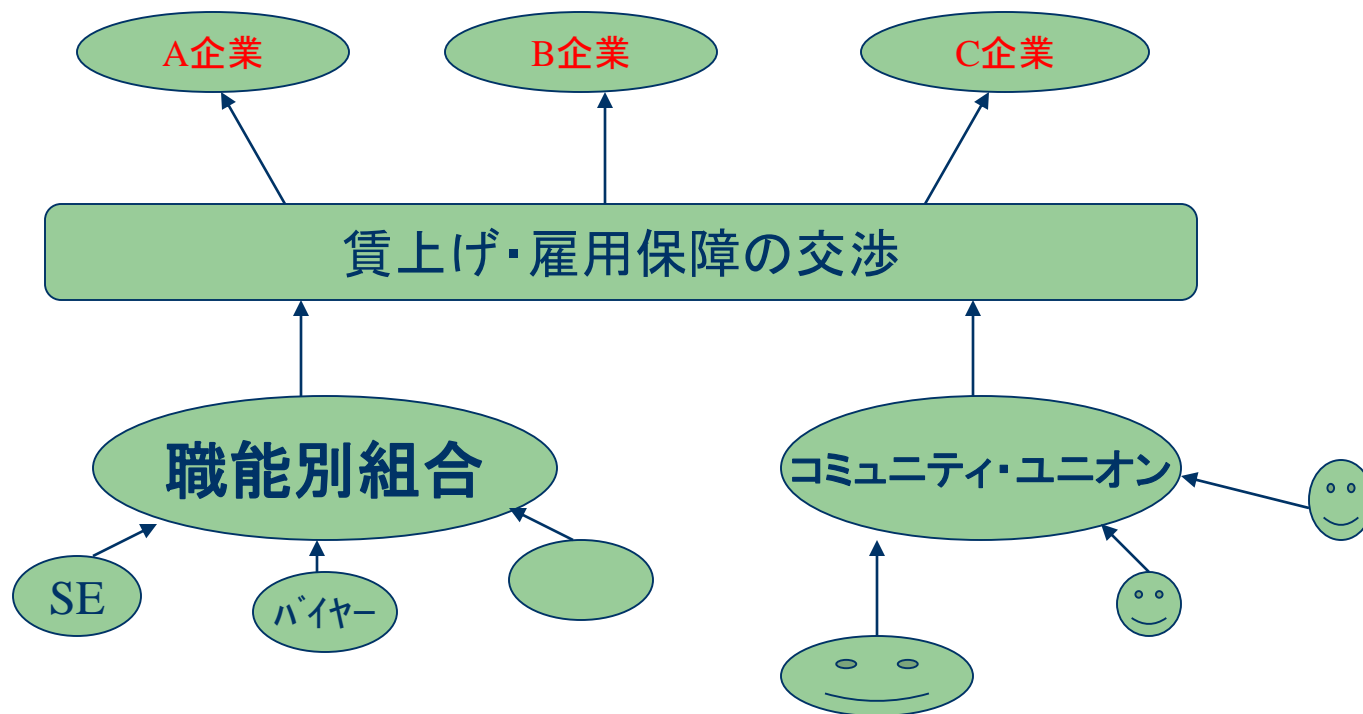 A企業
B企業
C企業
賃上げ・雇用保障の交渉
職能別組合
コミュニティ・ユニオン
SE
ﾊﾞｲﾔｰ